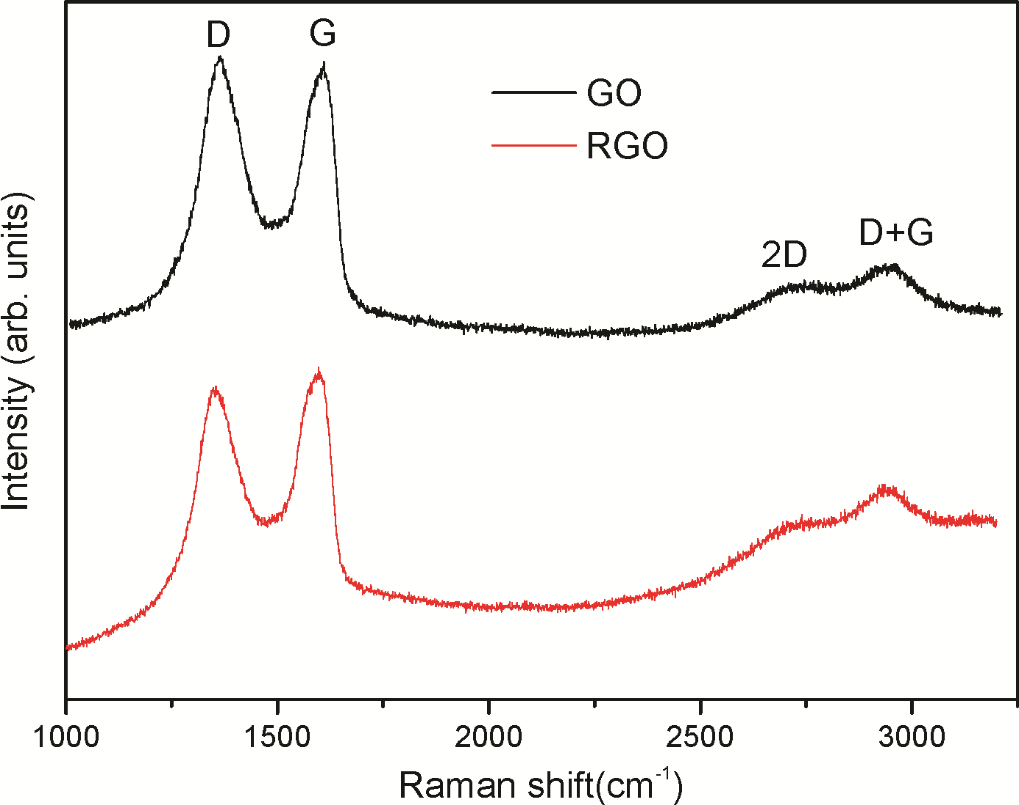 D
G
GO
RGO
2D
D+G
Intensity (arb. units)
1000
1500
2000
2500
3000
Raman shift(cm⁻¹)